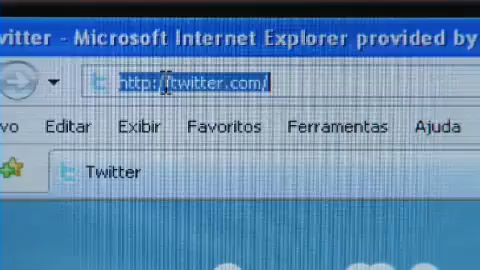 witter - Microsoft Internet Explorer provided by
http://twitter.com/
vo Editar Exibir Favoritos Ferramentas Ajuda
Twitter